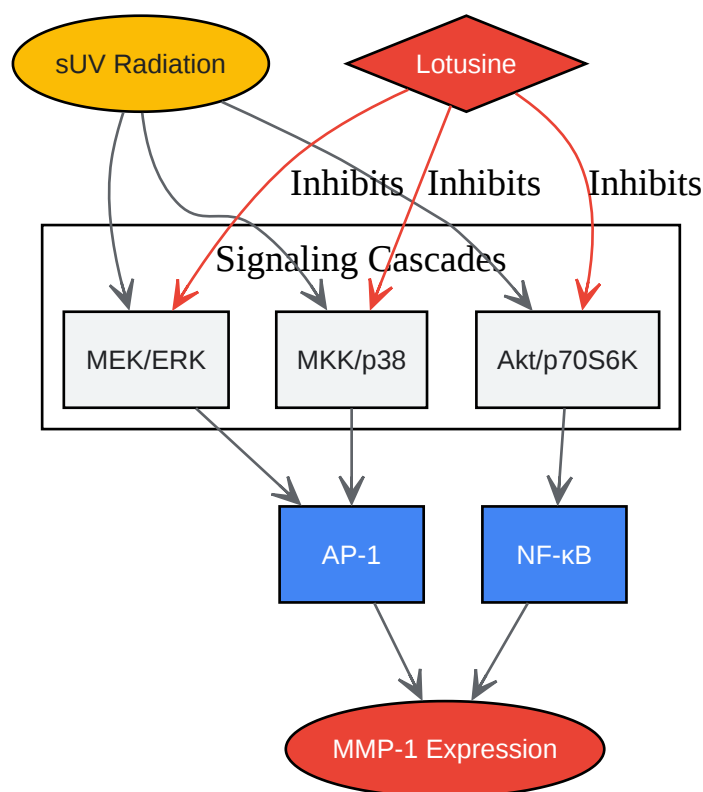 sUV Radiation
Lotusine
Inhibits
Inhibits
Inhibits
Signaling Cascades
MEK/ERK
MKK/p38
Akt/p70S6K
AP-1
NF-κB
MMP-1 Expression